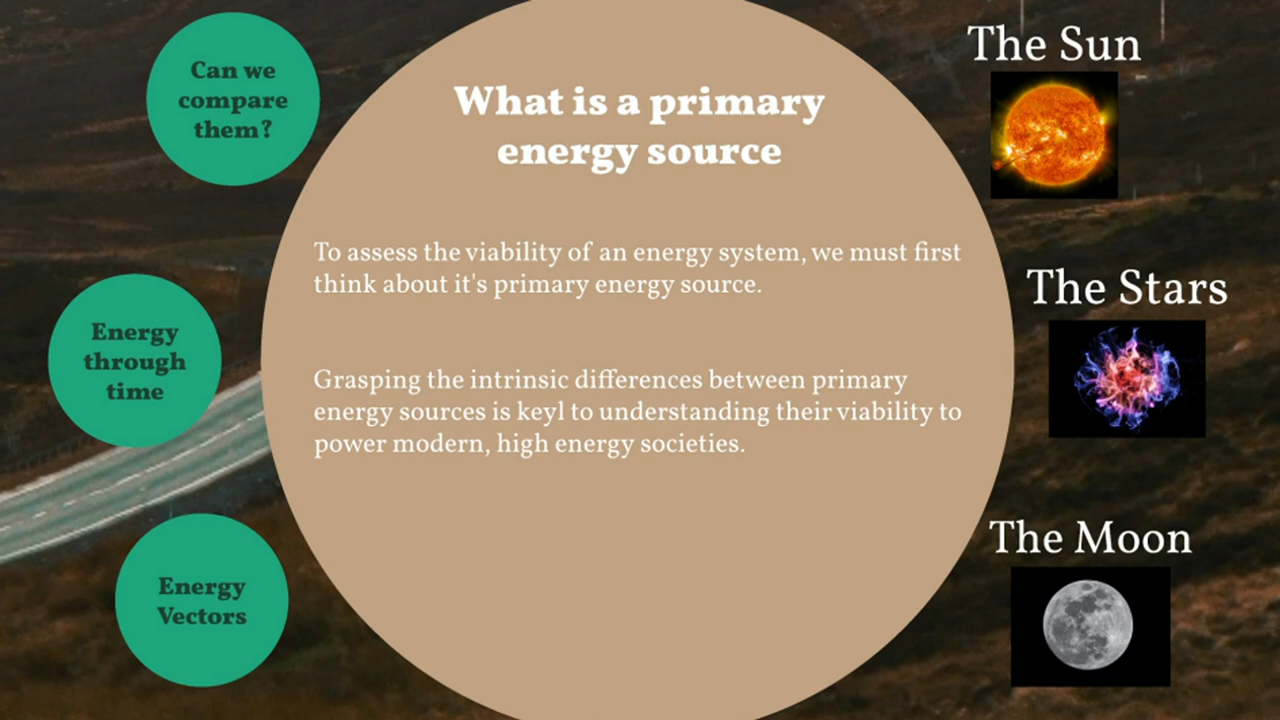 Can we
compare
them?
Energy
through
time
Energy
Vectors
What is a primary
energy source
To assess the viability of an energy system, we must first
think about it's primary energy source.
Grasping the intrinsic differences between primary
energy sources is keyl to understanding their viability to
power modern, high energy societies.
The Sun
The Stars
The Moon